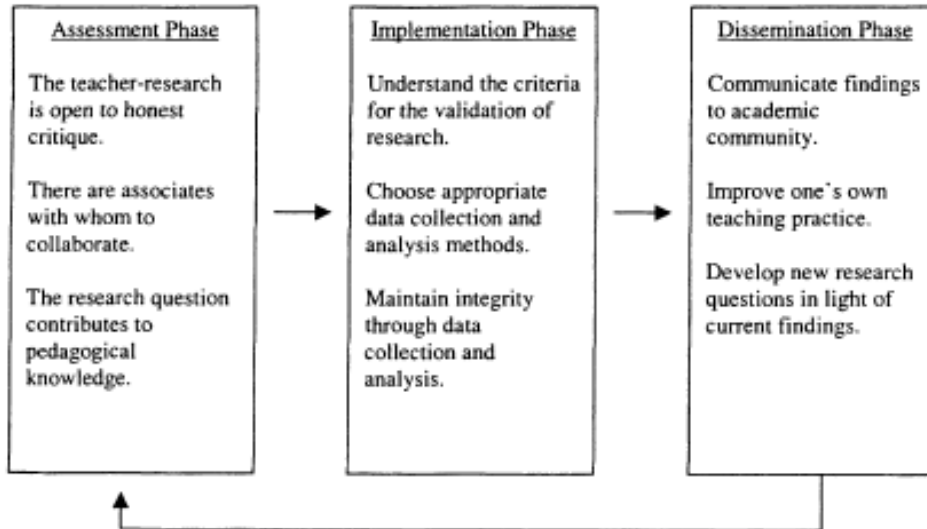 Assessment Phase
The teacher-research
is open to honest
critique.
There are associates
with whom to
collaborate.
The research question
contributes to
pedagogical
knowledge.
Implementation Phase
Understand the criteria
for the validation of
research.
Choose appropriate
data collection and
analysis methods.
Maintain integrity
through data
collection and
analysis.
Dissemination Phase
Communicate findings
to academic
community.
Improve one's own
teaching practice.
Develop new research
questions in light of
current findings.